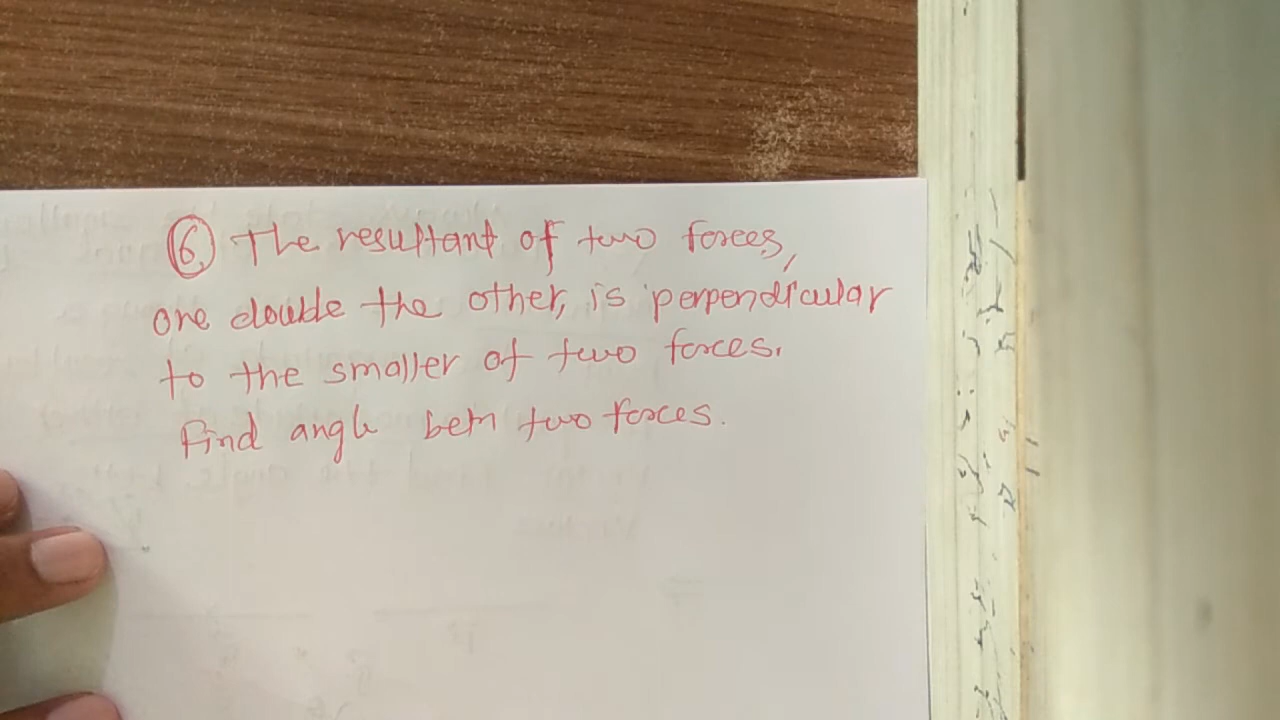 ⑥ The resultant of two forces,
one double the other, is perpendicular
to the smaller of two forces.
Find angle betn two forces.